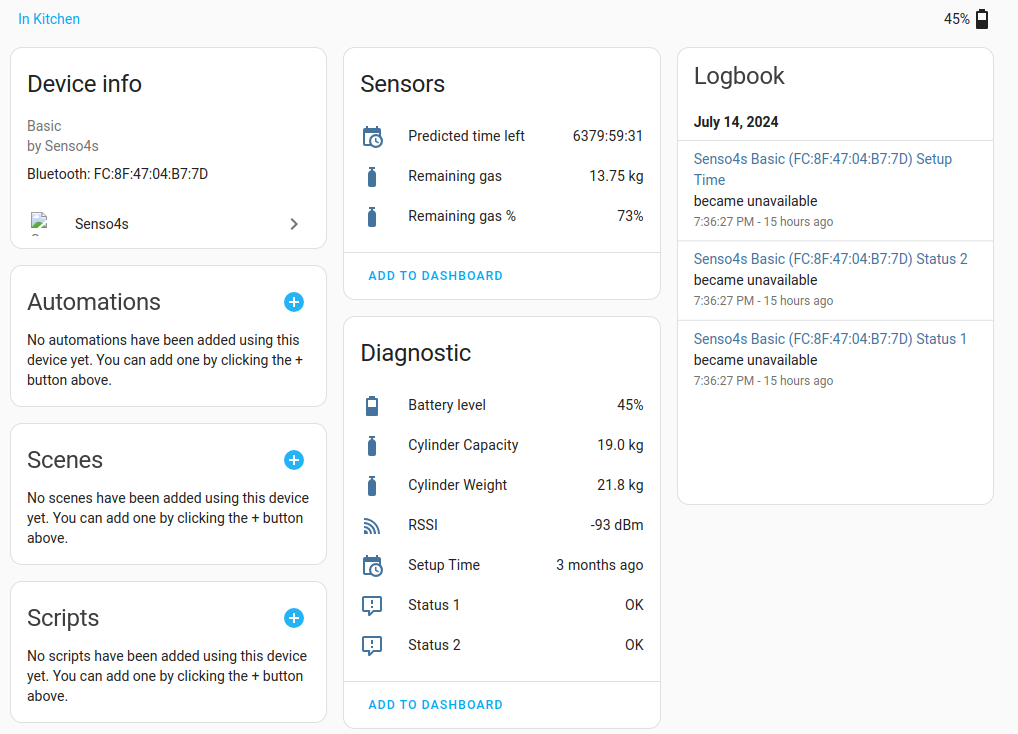 In Kitchen
45%
Device info
Basic
by Senso4s
Bluetooth: FC:8F:47:04:B7:7D
Senso4s
Automations
No automations have been added using this
device yet. You can add one by clicking the +
button above.
Scenes
No scenes have been added using this device
yet. You can add one by clicking the + button
above.
Scripts
No scripts have been added using this device
yet. You can add one by clicking the + button
above.
Sensors
Predicted time left 6379:59:31
Remaining gas 13.75 kg
Remaining gas % 73%
ADD TO DASHBOARD
Diagnostic
Battery level 45%
Cylinder Capacity 19.0 kg
Cylinder Weight 21.8 kg
RSSI -93 dBm
Setup Time 3 months ago
Status 1 OK
Status 2 OK
ADD TO DASHBOARD
Logbook
July 14, 2024
Senso4s Basic (FC:8F:47:04:B7:7D) Setup
Time
became unavailable
7:36:27 PM - 15 hours ago
Senso4s Basic (FC:8F:47:04:B7:7D) Status 2
became unavailable
7:36:27 PM - 15 hours ago
Senso4s Basic (FC:8F:47:04:B7:7D) Status 1
became unavailable
7:36:27 PM - 15 hours ago